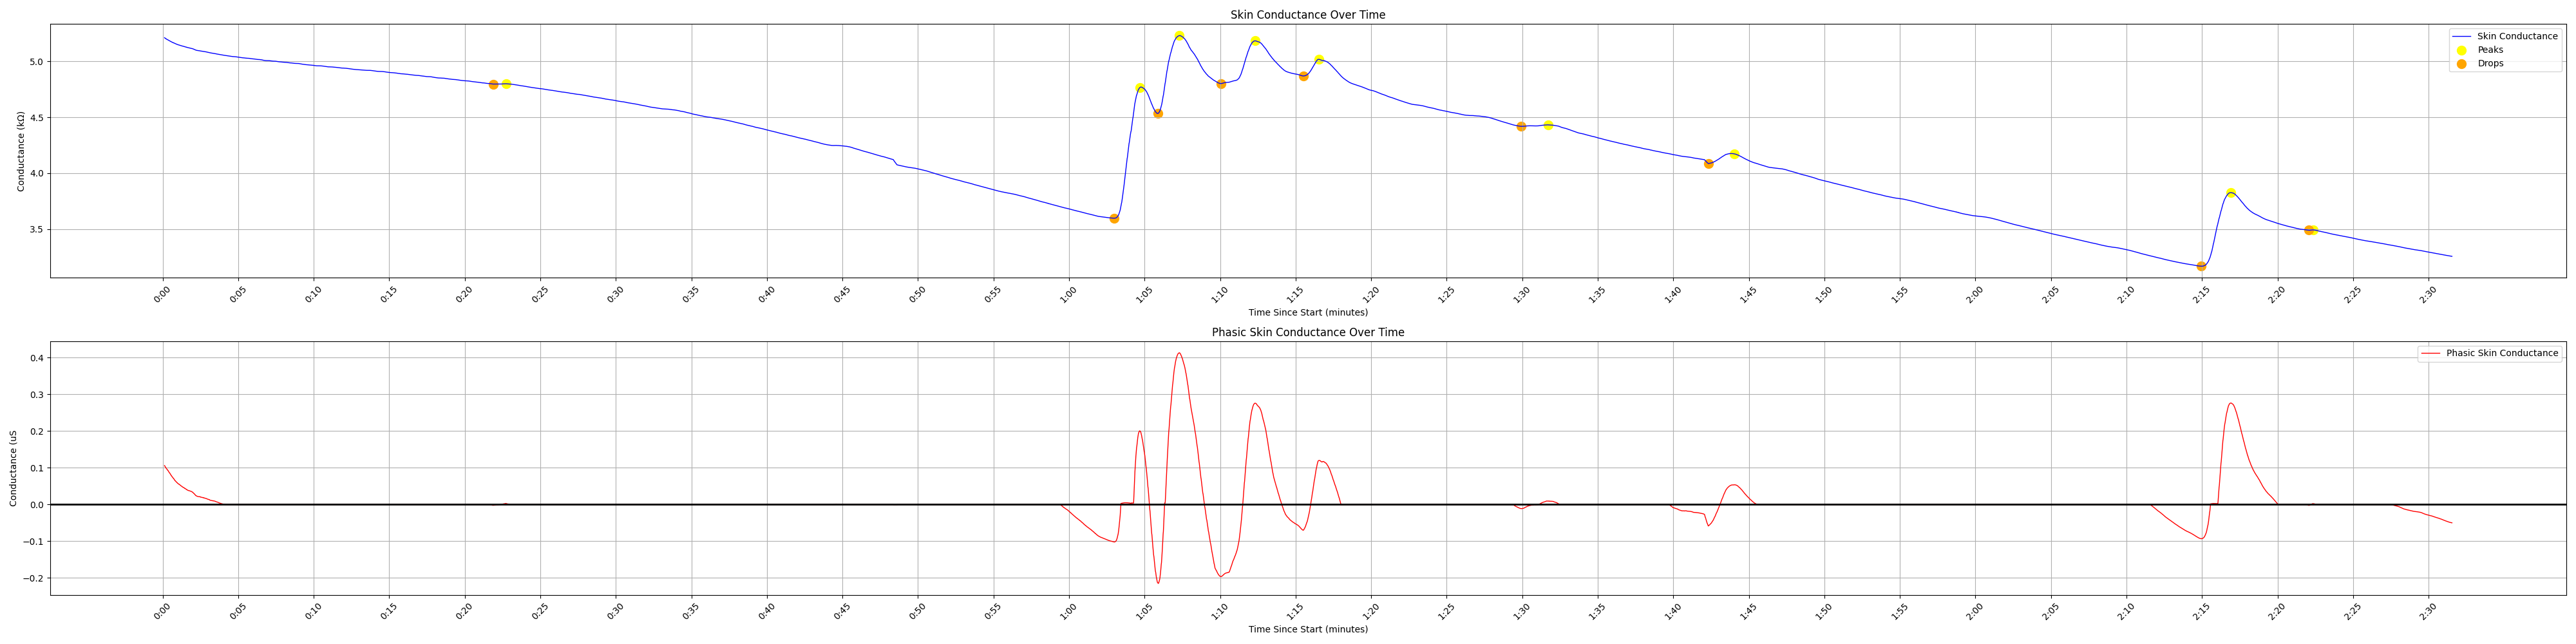 Skin Conductance Over Time
Conductance (kΩ)
5.0
4.5
4.0
3.5
Skin Conductance
Peaks
Drops
0:00 0:05 0:10 0:15 0:20 0:25 0:30 0:35 0:40 0:45 0:50 0:55 1:00 1:05 1:10 1:15 1:20 1:25 1:30 1:35 1:40 1:45 1:50 1:55 2:00 2:05 2:10 2:15 2:20 2:25 2:30
Time Since Start (minutes)
Phasic Skin Conductance Over Time
Conductance (uS
0.4
0.3
0.2
0.1
0.0
−0.1
−0.2
Phasic Skin Conductance
0:00 0:05 0:10 0:15 0:20 0:25 0:30 0:35 0:40 0:45 0:50 0:55 1:00 1:05 1:10 1:15 1:20 1:25 1:30 1:35 1:40 1:45 1:50 1:55 2:00 2:05 2:10 2:15 2:20 2:25 2:30
Time Since Start (minutes)